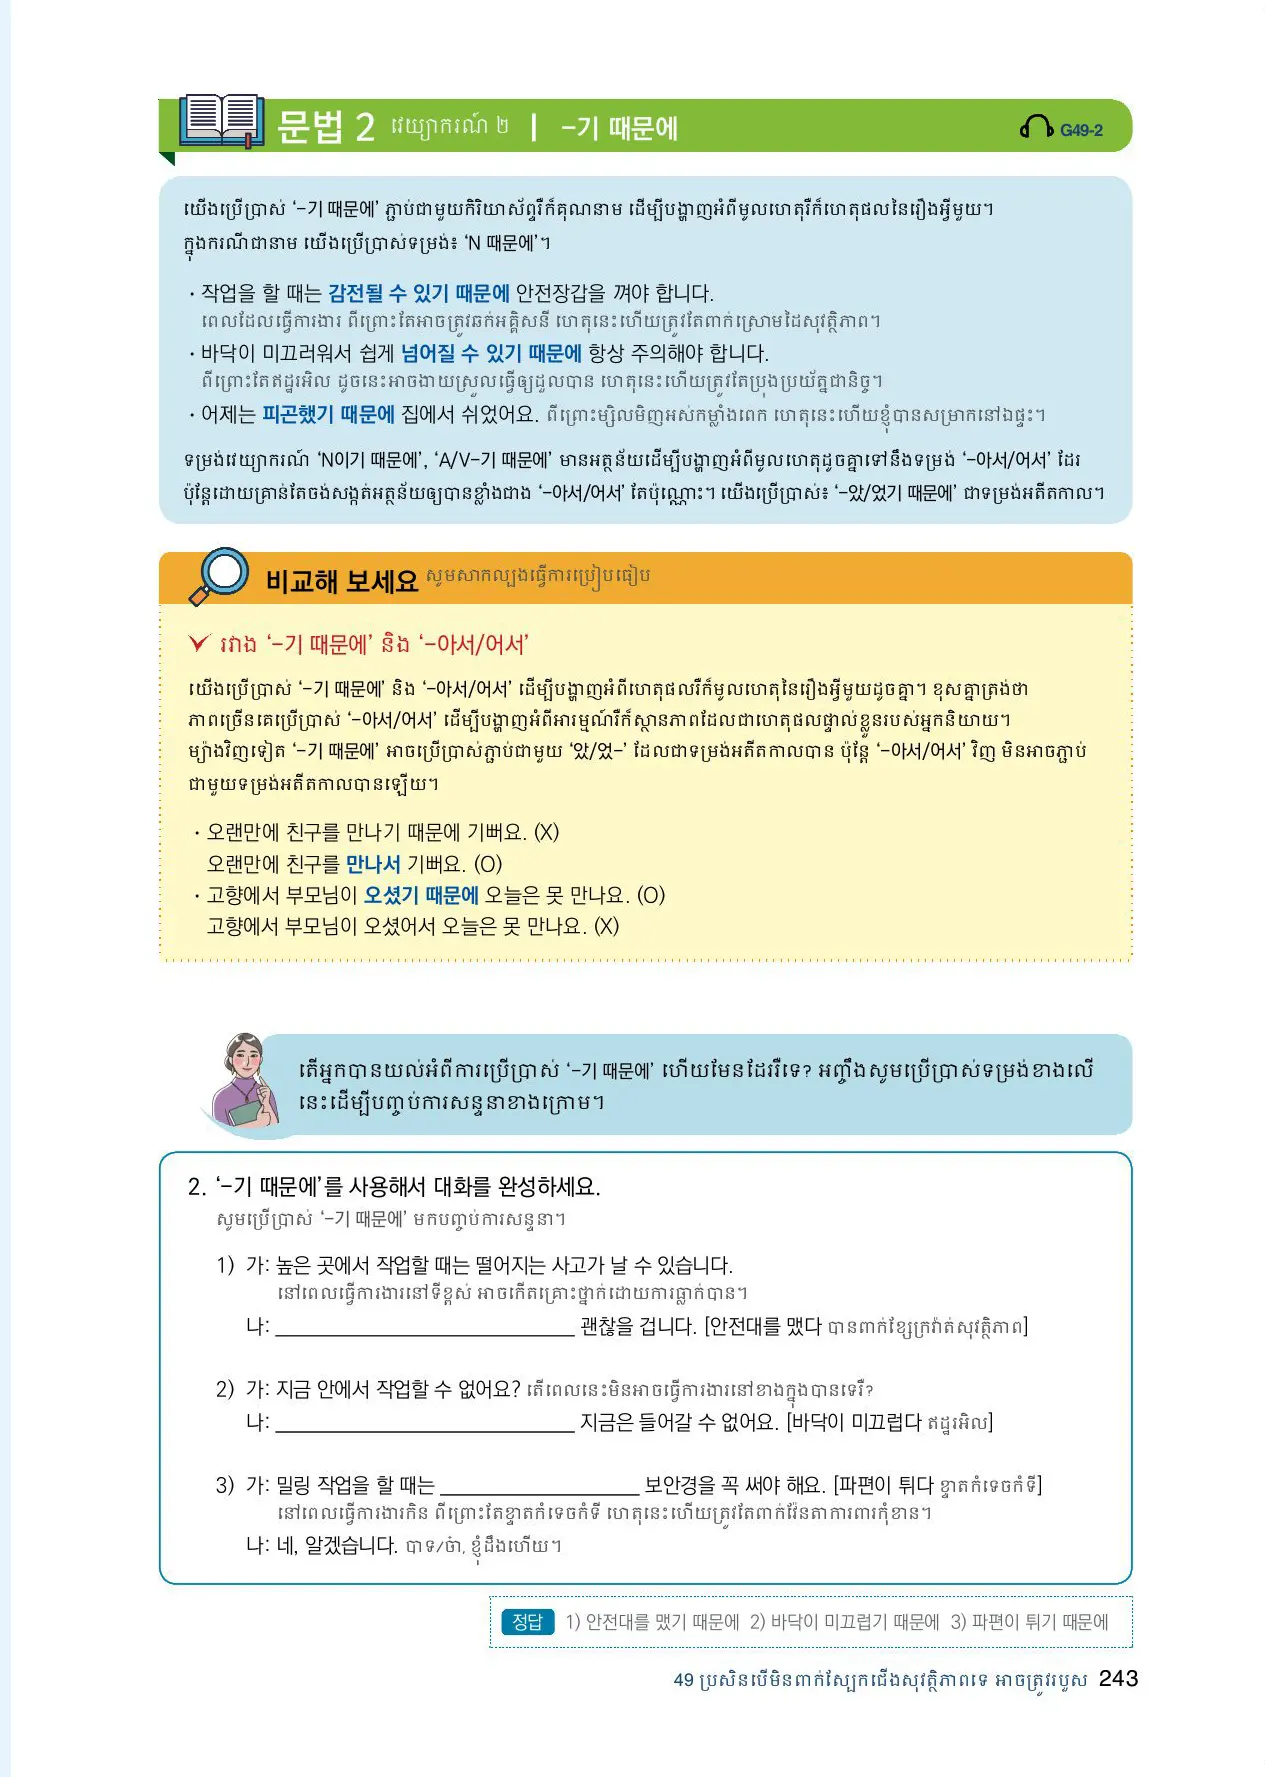 문법 2 វេយ្យាករណ៍ ២ | -기 때문에
G49-2
យើងប្រើប្រាស់ ‘-기 때문에’ ភ្ជាប់ជាមួយកិរិយាស័ព្ទរឺក៏គុណនាម ដើម្បីបង្ហាញអំពីមូលហេតុរឺក៏ហេតុផលនៃរឿងអ្វីមួយ។
ក្នុងករណីជានាម យើងប្រើប្រាស់ទម្រង់៖ ‘N 때문에’។
· 작업을 할 때는 감전될 수 있기 때문에 안전장갑을 껴야 합니다.
ពេលដែលធ្វើការងារ ពីព្រោះតែអាចត្រូវឆក់អគ្គិសនី ហេតុនេះហើយត្រូវតែពាក់ស្រោមដៃសុវត្ថិភាព។
· 바닥이 미끄러워서 쉽게 넘어질 수 있기 때문에 항상 주의해야 합니다.
ពីព្រោះតែឥដ្ឋរអិល ដូចនេះអាចងាយស្រួលធ្វើឲ្យដួលបាន ហេតុនេះហើយត្រូវតែប្រុងប្រយ័ត្នជានិច្ច។
· 어제는 피곤했기 때문에 집에서 쉬었어요. ពីព្រោះម្សិលមិញអស់កម្លាំងពេក ហេតុនេះហើយខ្ញុំបានសម្រាកនៅឯផ្ទះ។
ទម្រង់វេយ្យាករណ៍ ‘N이기 때문에’, ‘A/V-기 때문에’ មានអត្ថន័យដើម្បីបង្ហាញអំពីមូលហេតុដូចគ្នាទៅនឹងទម្រង់ ‘-아서/어서’ ដែរ
ប៉ុន្តែដោយគ្រាន់តែចង់សង្កត់អត្ថន័យឲ្យបានខ្លាំងជាង ‘-아서/어서’ តែប៉ុណ្ណោះ។ យើងប្រើប្រាស់៖ ‘-았/었기 때문에’ ជាទម្រង់អតីតកាល។
비교해 보세요 សូមសាកល្បងធ្វើការប្រៀបធៀប
រវាង ‘-기 때문에’ និង ‘-아서/어서’
យើងប្រើប្រាស់ ‘-기 때문에’ និង ‘-아서/어서’ ដើម្បីបង្ហាញអំពីហេតុផលរឺក៏មូលហេតុនៃរឿងអ្វីមួយដូចគ្នា។ ខុសគ្នាត្រង់ថា
ភាពច្រើនគេប្រើប្រាស់ ‘-아서/어서’ ដើម្បីបង្ហាញអំពីអារម្មណ៍រឺក៏ស្ថានភាពដែលជាហេតុផលផ្ទាល់ខ្លួនរបស់អ្នកនិយាយ។
ម្យ៉ាងវិញទៀត ‘-기 때문에’ អាចប្រើប្រាស់ភ្ជាប់ជាមួយ ‘았/었-’ ដែលជាទម្រង់អតីតកាលបាន ប៉ុន្តែ ‘-아서/어서’ វិញ មិនអាចភ្ជាប់
ជាមួយទម្រង់អតីតកាលបានឡើយ។
· 오랜만에 친구를 만나기 때문에 기뻐요. (X)
오랜만에 친구를 만나서 기뻐요. (O)
· 고향에서 부모님이 오셨기 때문에 오늘은 못 만나요. (O)
고향에서 부모님이 오셨어서 오늘은 못 만나요. (X)
តើអ្នកបានយល់អំពីការប្រើប្រាស់ ‘-기 때문에’ ហើយមែនដែររឺទេ? អញ្ចឹងសូមប្រើប្រាស់ទម្រង់ខាងលើ
នេះដើម្បីបញ្ចប់ការសន្ទនាខាងក្រោម។
2. ‘-기 때문에’를 사용해서 대화를 완성하세요.
សូមប្រើប្រាស់ ‘-기 때문에’ មកបញ្ចប់ការសន្ទនា។
1) 가: 높은 곳에서 작업할 때는 떨어지는 사고가 날 수 있습니다.
នៅពេលធ្វើការងារនៅទីខ្ពស់ អាចកើតគ្រោះថ្នាក់ដោយការធ្លាក់បាន។
나: ______________________________ 괜찮을 겁니다. [안전대를 맸다 បានពាក់ខ្សែក្រវ៉ាត់សុវត្ថិភាព]
2) 가: 지금 안에서 작업할 수 없어요? តើពេលនេះមិនអាចធ្វើការងារនៅខាងក្នុងបានទេរឺ?
나: ______________________________ 지금은 들어갈 수 없어요. [바닥이 미끄럽다 ឥដ្ឋរអិល]
3) 가: 밀링 작업을 할 때는 ____________________ 보안경을 꼭 써야 해요. [파편이 튀다 ខ្ទាតកំទេចកំទី]
នៅពេលធ្វើការងារកិន ពីព្រោះតែខ្ទាតកំទេចកំទី ហេតុនេះហើយត្រូវតែពាក់វ៉ែនតាការពារកុំខាន។
나: 네, 알겠습니다. បាទ/ច៎ា, ខ្ញុំដឹងហើយ។
정답 1) 안전대를 맸기 때문에 2) 바닥이 미끄럽기 때문에 3) 파편이 튀기 때문에
49 ប្រសិនបើមិនពាក់ស្បែកជើងសុវត្ថិភាពទេ អាចត្រូវរបួស 243